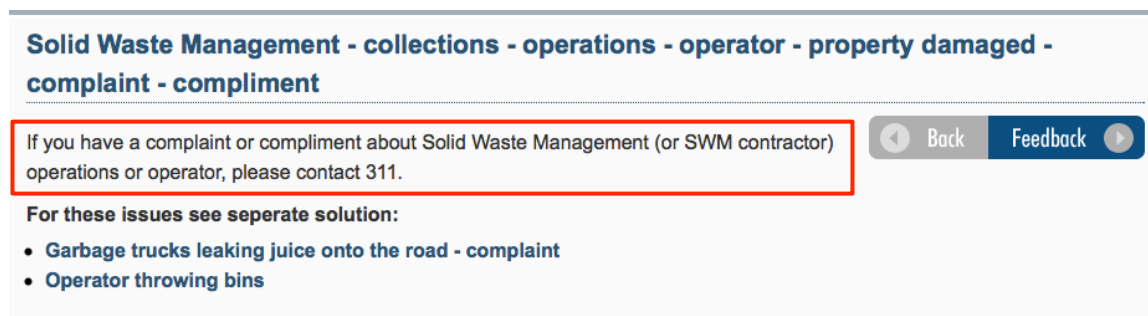 Solid Waste Management - collections - operations - operator - property damaged -
complaint - compliment
If you have a complaint or compliment about Solid Waste Management (or SWM contractor)
operations or operator, please contact 311.
Back
Feedback
For these issues see seperate solution:
• Garbage trucks leaking juice onto the road - complaint
• Operator throwing bins